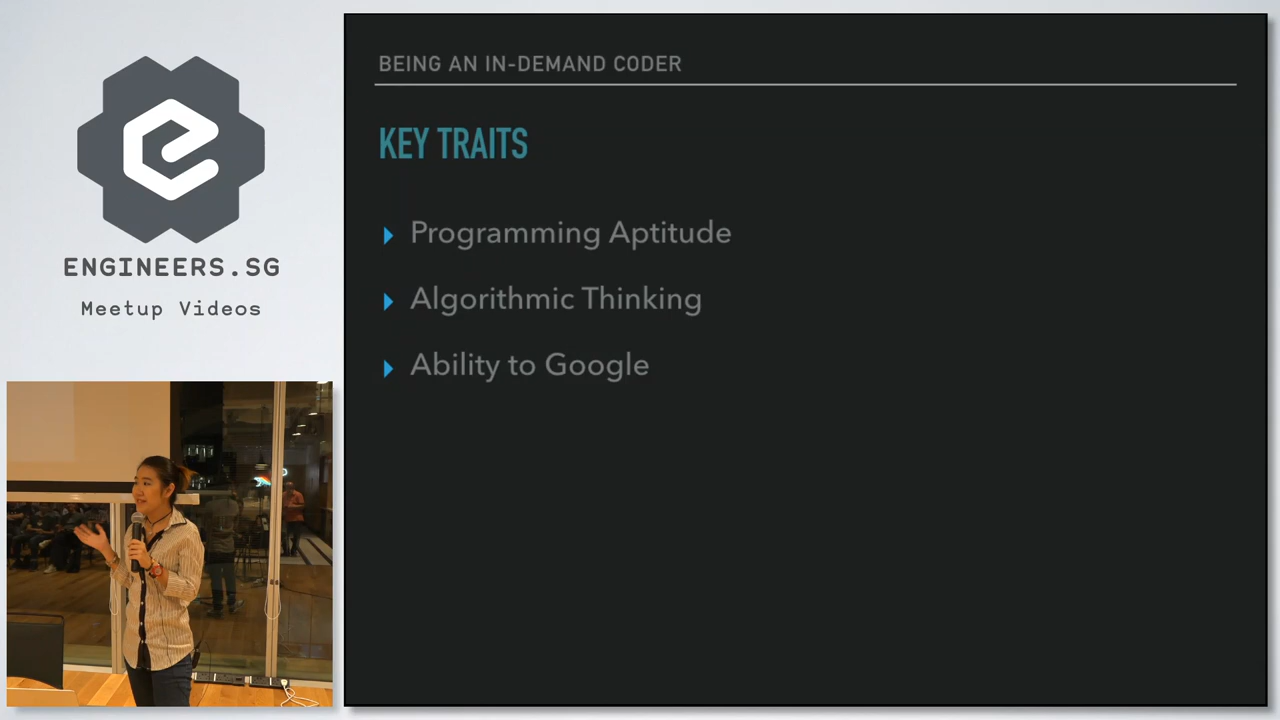 ENGINEERS.SG
Meetup Videos
BEING AN IN-DEMAND CODER
KEY TRAITS
Programming Aptitude
Algorithmic Thinking
Ability to Google